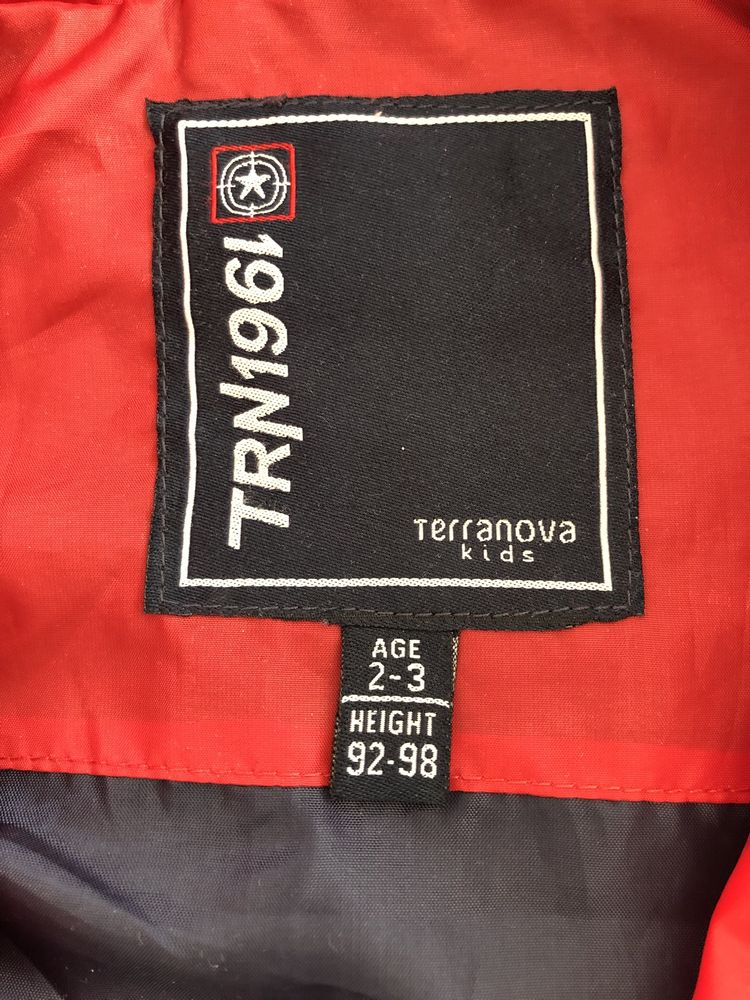 TRN1961
Terranova
kids
AGE
2-3
HEIGHT
92-98